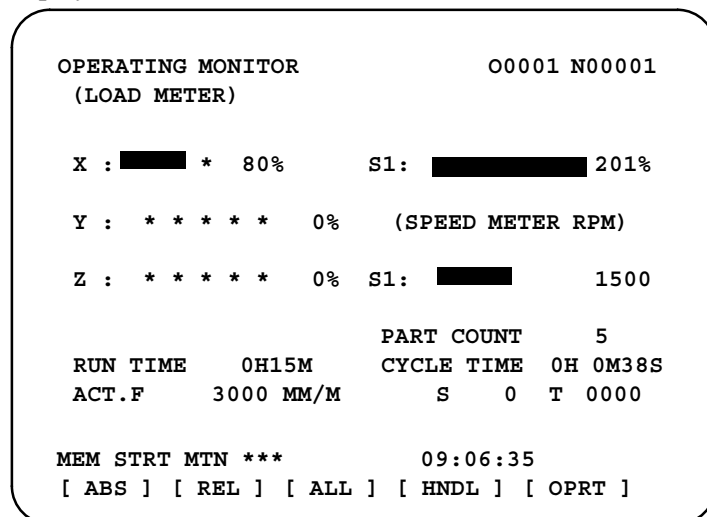 OPERATING MONITOR O0001 N00001
(LOAD METER)
X : * 80% S1: 201%
Y : * * * * * 0% (SPEED METER RPM)
Z : * * * * * 0% S1: 1500
PART COUNT 5
RUN TIME 0H15M CYCLE TIME 0H 0M38S
ACT.F 3000 MM/M S 0 T 0000
MEM STRT MTN *** 09:06:35
[ ABS ] [ REL ] [ ALL ] [ HNDL ] [ OPRT ]